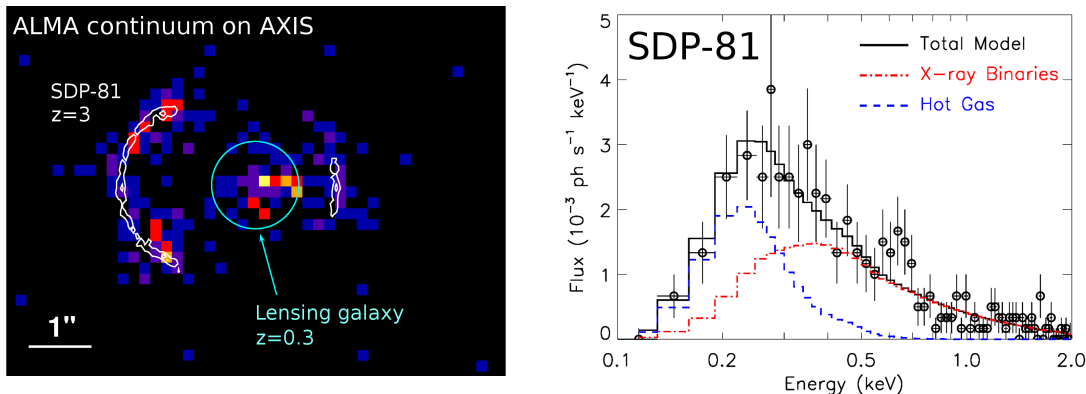 ALMA continuum on AXIS
SDP-81
z=3
Lensing galaxy
z=0.3
1"
SDP-81
Total Model
X-ray Binaries
Hot Gas
Flux (10⁻³ ph s⁻¹ keV⁻¹)
5
4
3
2
1
0
0.1 0.2 0.5 1.0 2.0
Energy (keV)